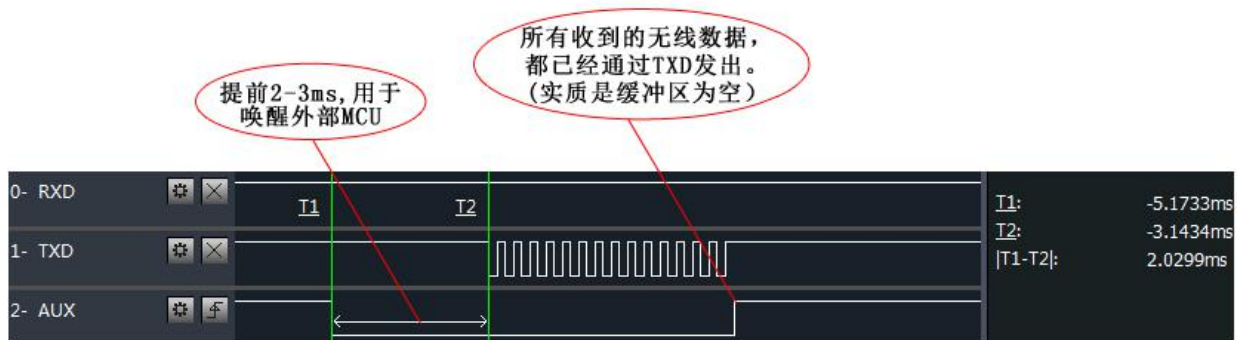 所有收到的无线数据，
都已经通过TXD发出。
(实质是缓冲区为空)
提前2-3ms,用于
唤醒外部MCU
0- RXD
T1
T2
1- TXD
2- AUX
T1: -5.1733ms
T2: -3.1434ms
|T1-T2|: 2.0299ms